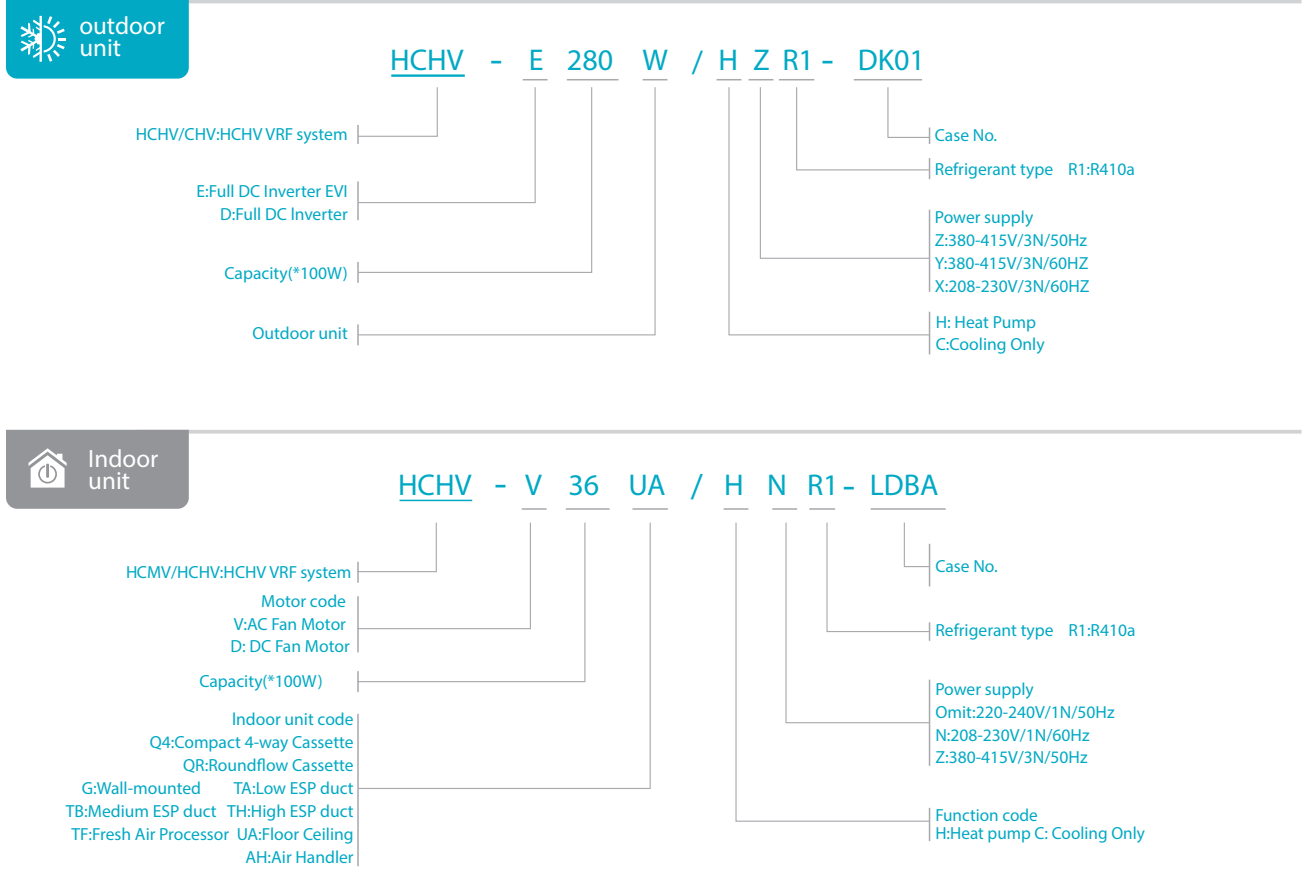 outdoor
unit
HCHV - E 280 W / H Z R1 - DK01
HCHV/CHV:HCHV VRF system
E:Full DC Inverter EVI
D:Full DC Inverter
Capacity(*100W)
Outdoor unit
Case No.
Refrigerant type R1:R410a
Power supply
Z:380-415V/3N/50Hz
Y:380-415V/3N/60HZ
X:208-230V/3N/60HZ
H: Heat Pump
C:Cooling Only
Indoor
unit
HCHV - V 36 UA / H N R1 - LDBA
HCMV/HCHV:HCHV VRF system
Motor code
V:AC Fan Motor
D: DC Fan Motor
Capacity(*100W)
Indoor unit code
Q4:Compact 4-way Cassette
QR:Roundflow Cassette
G:Wall-mounted TA:Low ESP duct
TB:Medium ESP duct TH:High ESP duct
TF:Fresh Air Processor UA:Floor Ceiling
AH:Air Handler
Case No.
Refrigerant type R1:R410a
Power supply
Omit:220-240V/1N/50Hz
N:208-230V/1N/60Hz
Z:380-415V/3N/50Hz
Function code
H:Heat pump C: Cooling Only